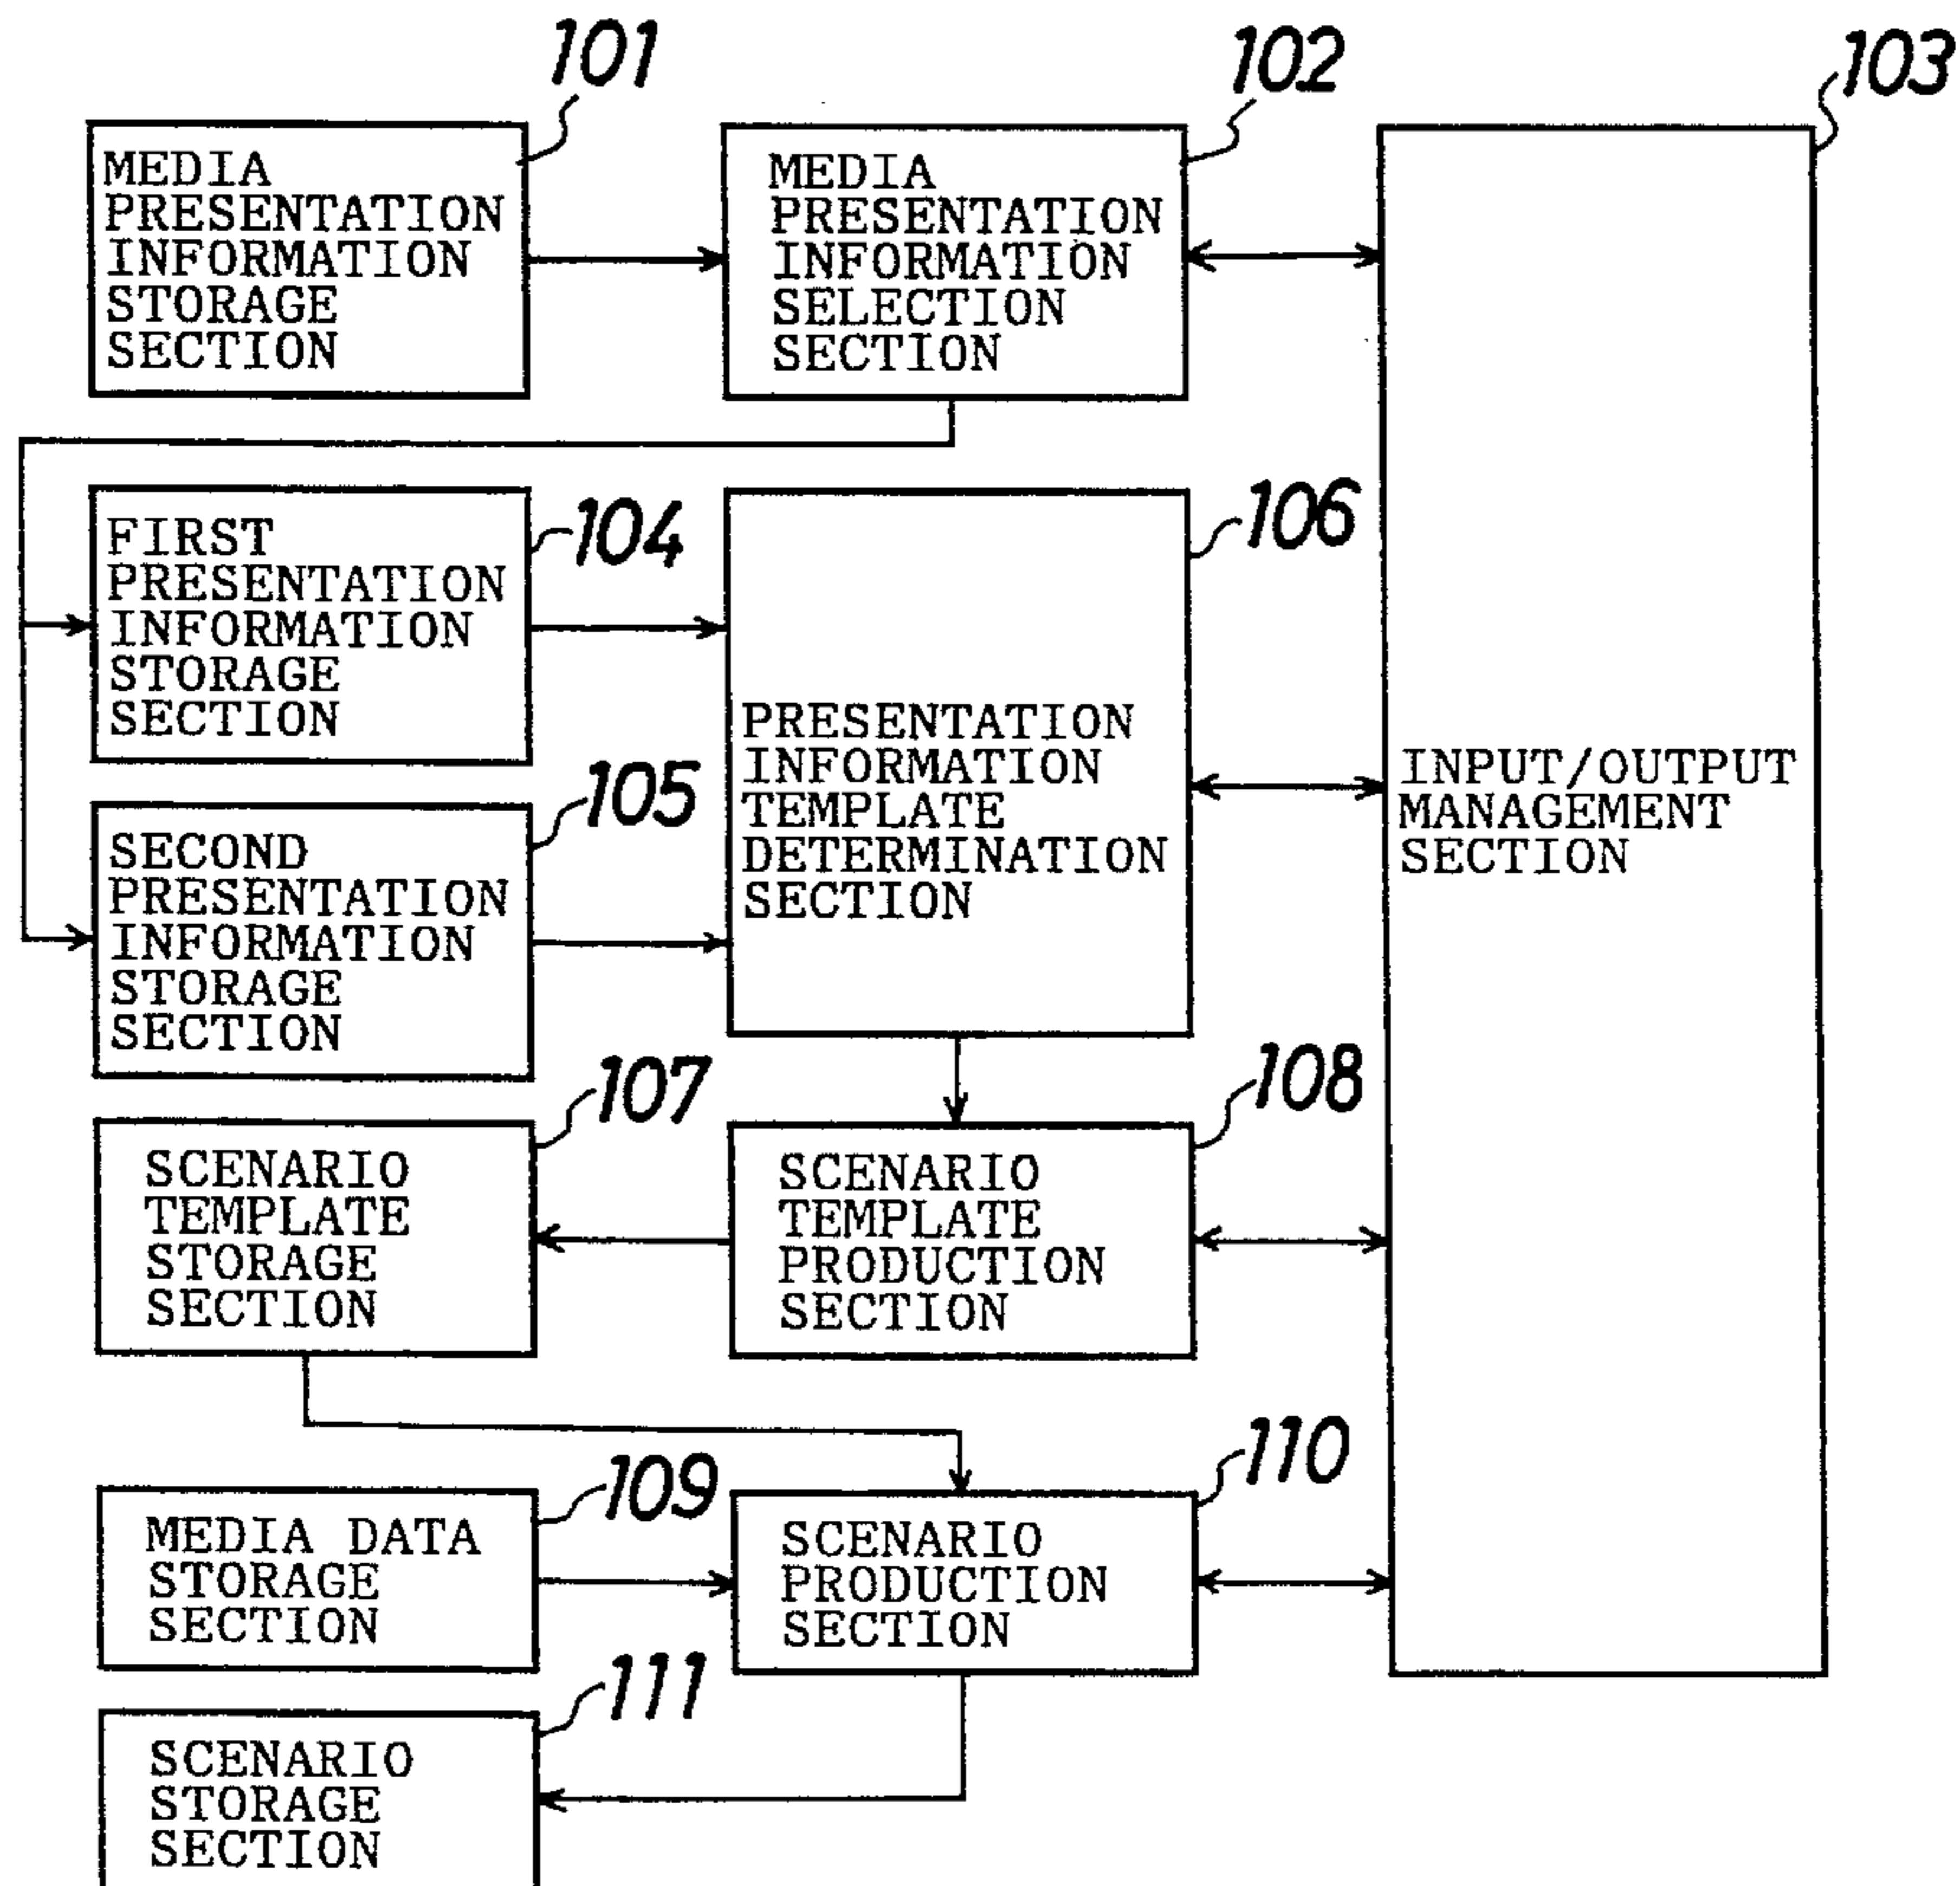 101
102
103
MEDIA
PRESENTATION
INFORMATION
STORAGE
SECTION
MEDIA
PRESENTATION
INFORMATION
SELECTION
SECTION
104
FIRST
PRESENTATION
INFORMATION
STORAGE
SECTION
105
SECOND
PRESENTATION
INFORMATION
STORAGE
SECTION
106
PRESENTATION
INFORMATION
TEMPLATE
DETERMINATION
SECTION
INPUT/OUTPUT
MANAGEMENT
SECTION
107
SCENARIO
TEMPLATE
STORAGE
SECTION
108
SCENARIO
TEMPLATE
PRODUCTION
SECTION
109
MEDIA DATA
STORAGE
SECTION
110
SCENARIO
PRODUCTION
SECTION
111
SCENARIO
STORAGE
SECTION